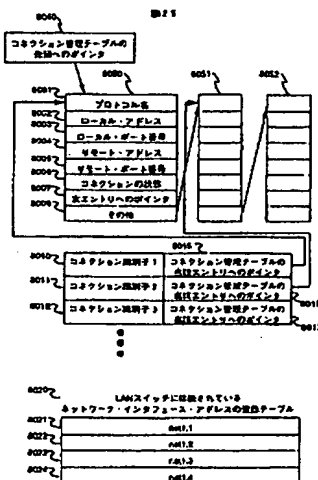 図25
8040
コネクション管理テーブルの
先頭へのポインタ
8050
8051
8052
プロトコル名
ローカル・アドレス
ローカル・ポート番号
リモート・アドレス
リモート・ポート番号
コネクションの状態
次エントリへのポインタ
その他
8002
8003
8004
8005
8006
8007
8010
8011
8012
8015
コネクション識別子1
コネクション管理テーブルの
エントリへのポインタ
コネクション識別子2
コネクション管理テーブルの
エントリへのポインタ
コネクション識別子3
コネクション管理テーブルの
エントリへのポインタ
8020
LANスイッチに接続されている
ネットワーク・インタフェース・アドレスの管理テーブル
8021
net1.1
8022
net1.2
8023
net1.3
8024
net1.4